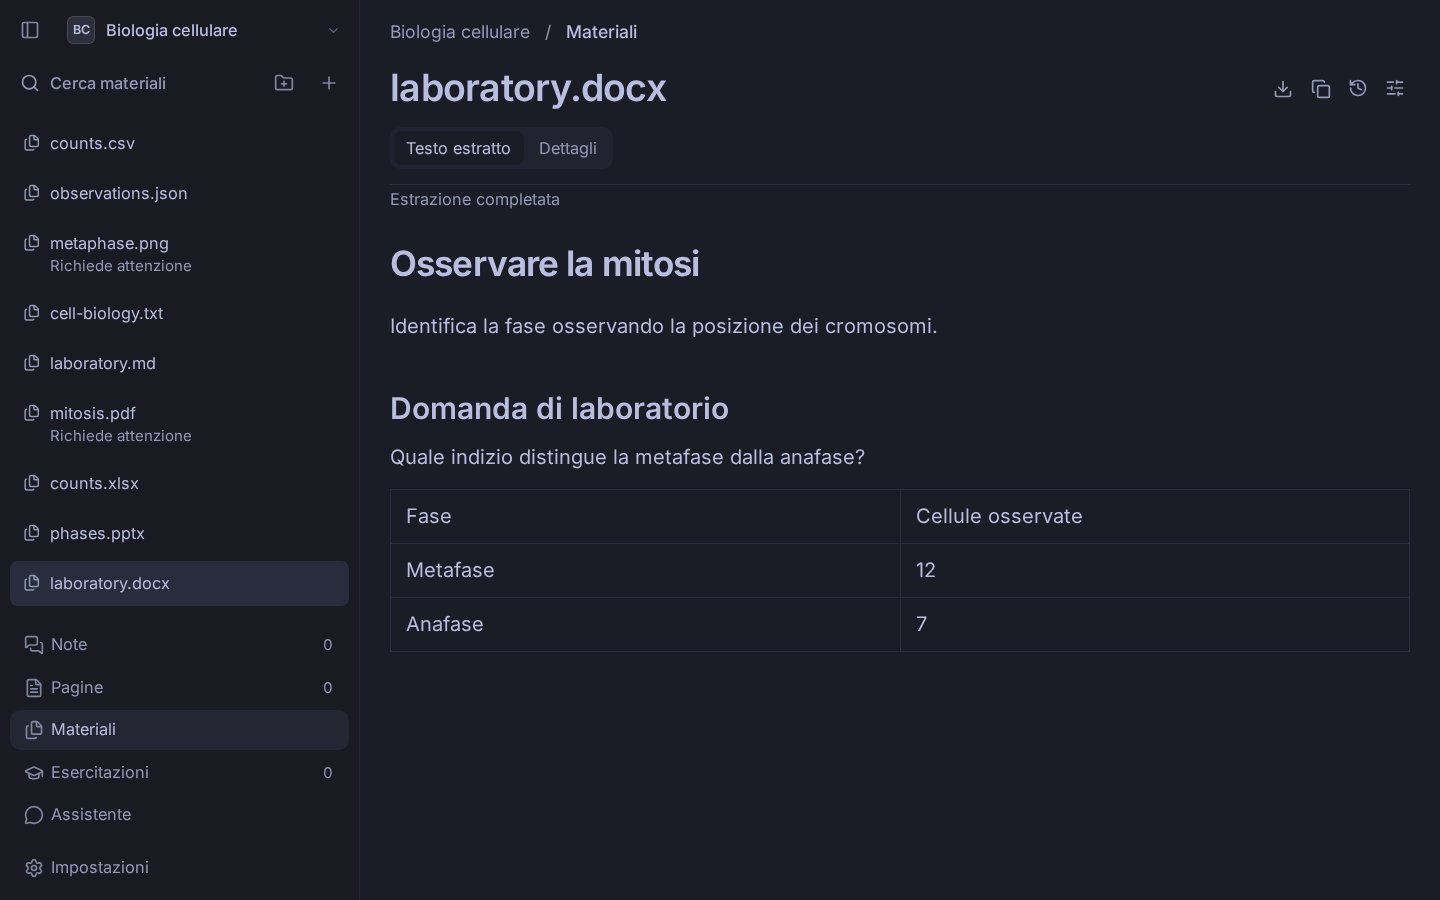 BC Biologia cellulare
Cerca materiali
counts.csv
observations.json
metaphase.png
Richiede attenzione
cell-biology.txt
laboratory.md
mitosis.pdf
Richiede attenzione
counts.xlsx
phases.pptx
laboratory.docx
Note 0
Pagine 0
Materiali
Esercitazioni 0
Assistente
Impostazioni
Biologia cellulare / Materiali
laboratory.docx
Testo estratto Dettagli
Estrazione completata
Osservare la mitosi
Identifica la fase osservando la posizione dei cromosomi.
Domanda di laboratorio
Quale indizio distingue la metafase dalla anafase?
Fase Cellule osservate
Metafase 12
Anafase 7